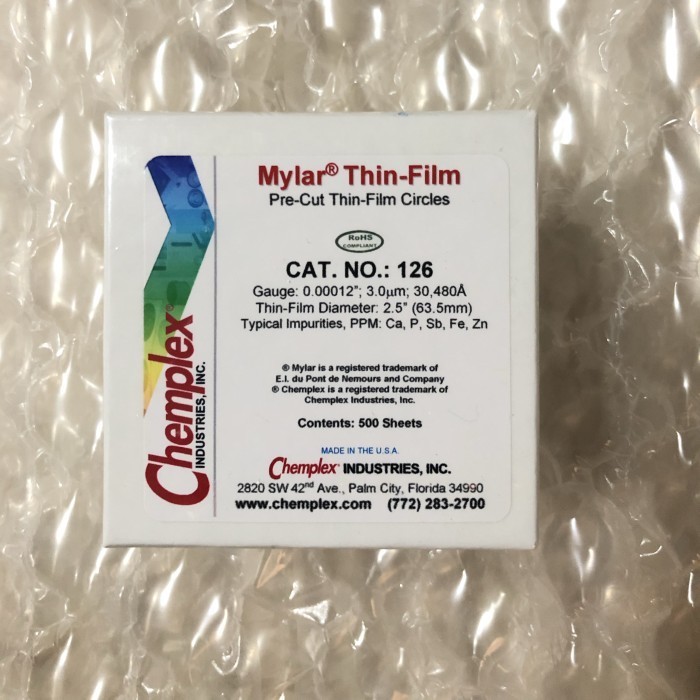 Mylar® Thin-Film
Pre-Cut Thin-Film Circles
RoHS
COMPLIANT
CAT. NO.: 126
Gauge: 0.00012"; 3.0µm; 30,480Å
Thin-Film Diameter: 2.5" (63.5mm)
Typical Impurities, PPM: Ca, P, Sb, Fe, Zn
® Mylar is a registered trademark of
E.I. du Pont de Nemours and Company
® Chemplex is a registered trademark of
Chemplex Industries, Inc.
Contents: 500 Sheets
MADE IN THE U.S.A.
Chemplex® INDUSTRIES, INC.
2820 SW 42nd Ave., Palm City, Florida 34990
www.chemplex.com (772) 283-2700
Chemplex®
INDUSTRIES, INC.